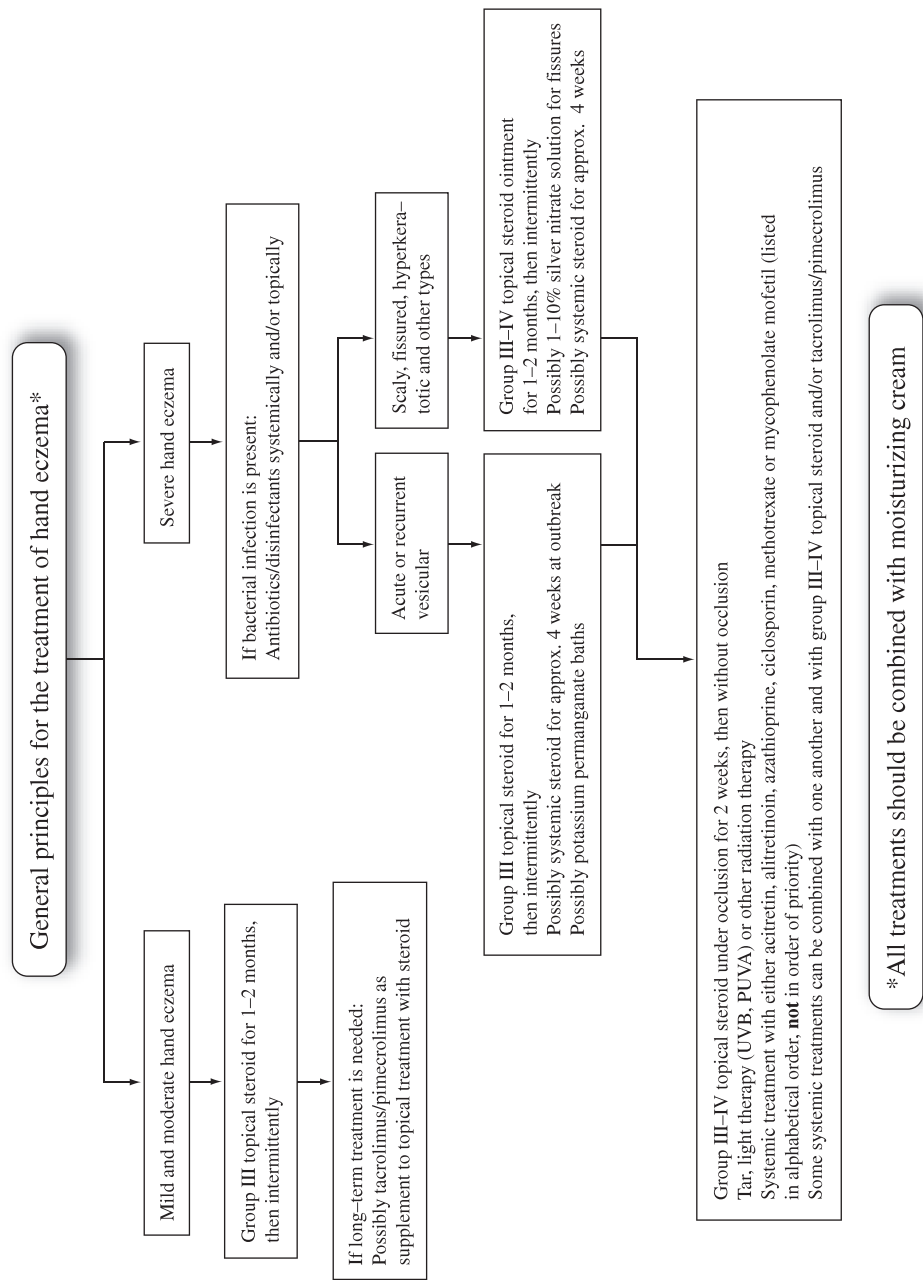 General principles for the treatment of hand eczema*
Mild and moderate hand eczema
Group III topical steroid for 1–2 months,
then intermittently
If long–term treatment is needed:
Possibly tacrolimus/pimecrolimus as
supplement to topical treatment with steroid
Severe hand eczema
If bacterial infection is present:
Antibiotics/disinfectants systemically and/or topically
Acute or recurrent
vesicular
Group III topical steroid for 1–2 months,
then intermittently
Possibly systemic steroid for approx. 4 weeks at outbreak
Possibly potassium permanganate baths
Scaly, fissured, hyperkera–
totic and other types
Group III–IV topical steroid ointment
for 1–2 months, then intermittently
Possibly 1–10% silver nitrate solution for fissures
Possibly systemic steroid for approx. 4 weeks
Group III–IV topical steroid under occlusion for 2 weeks, then without occlusion
Tar, light therapy (UVB, PUVA) or other radiation therapy
Systemic treatment with either acitretin, alitretinoin, azathioprine, ciclosporin, methotrexate or mycophenolate mofetil (listed
in alphabetical order, not in order of priority)
Some systemic treatments can be combined with one another and with group III–IV topical steroid and/or tacrolimus/pimecrolimus
*All treatments should be combined with moisturizing cream